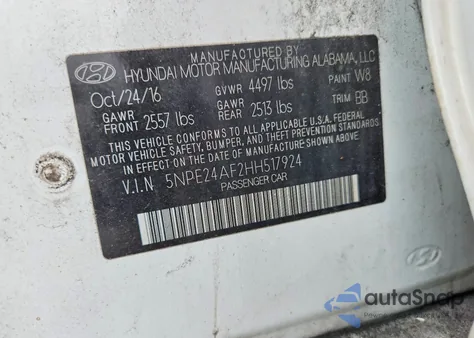 MANUFACTURED BY
HYUNDAI MOTOR MANUFACTURING ALABAMA, LLC
Oct/24/16 GVWR 4497 lbs PAINT W8
GAWR FRONT 2557 lbs GAWR REAR 2513 lbs TRIM BB
THIS VEHICLE CONFORMS TO ALL APPLICABLE U.S.A FEDERAL
MOTOR VEHICLE SAFETY, BUMPER, AND THEFT PREVENTION
STANDARDS IN EFFECT ON THE DATE OF MANUFACTURE SHOWN
ABOVE.
V.I.N 5NPE24AF2HH517924
PASSENGER CAR
autoSnap